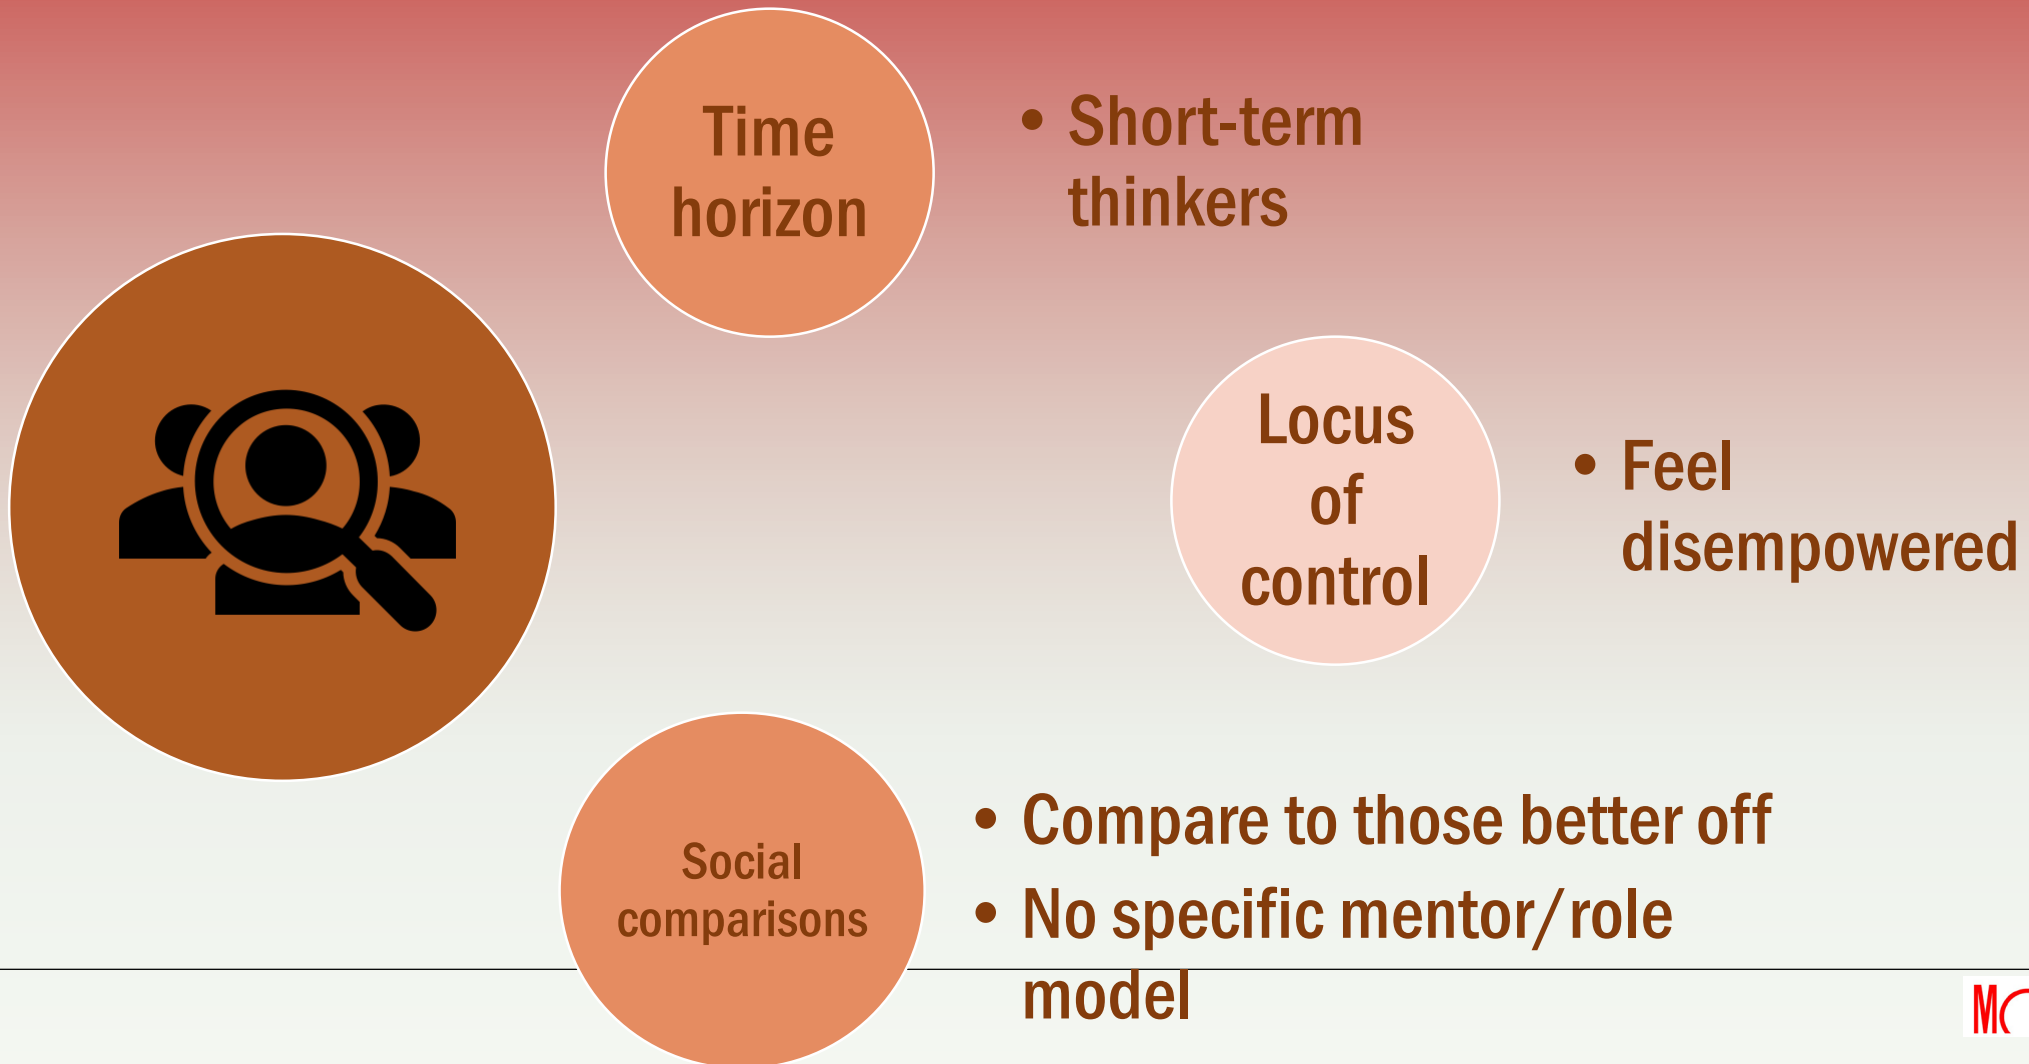 Time
horizon
• Short-term
thinkers
Locus
of
control
• Feel
disempowered
Social
comparisons
• Compare to those better off
• No specific mentor/role
model